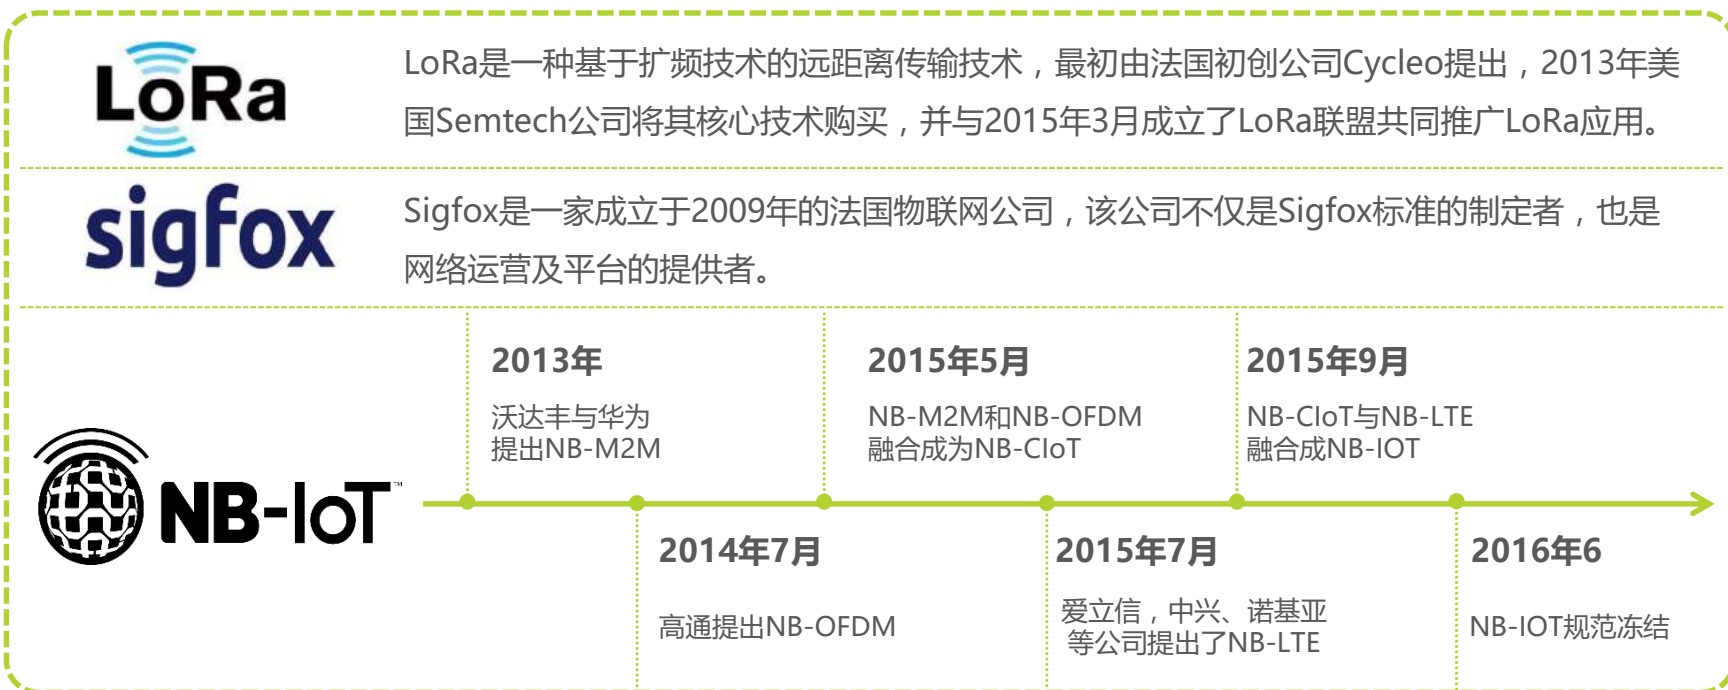 LoRa
LoRa是一种基于扩频技术的远距离传输技术，最初由法国初创公司Cycleo提出，2013年美
国Semtech公司将其核心技术购买，并与2015年3月成立了LoRa联盟共同推广LoRa应用。
sigfox
Sigfox是一家成立于2009年的法国物联网公司，该公司不仅是Sigfox标准的制定者，也是
网络运营及平台的提供者。
NB-IoT™
2013年
沃达丰与华为
提出NB-M2M
2014年7月
高通提出NB-OFDM
2015年5月
NB-M2M和NB-OFDM
融合成为NB-CIoT
2015年7月
爱立信，中兴、诺基亚
等公司提出了NB-LTE
2015年9月
NB-CIoT与NB-LTE
融合成NB-IOT
2016年6
NB-IOT规范冻结